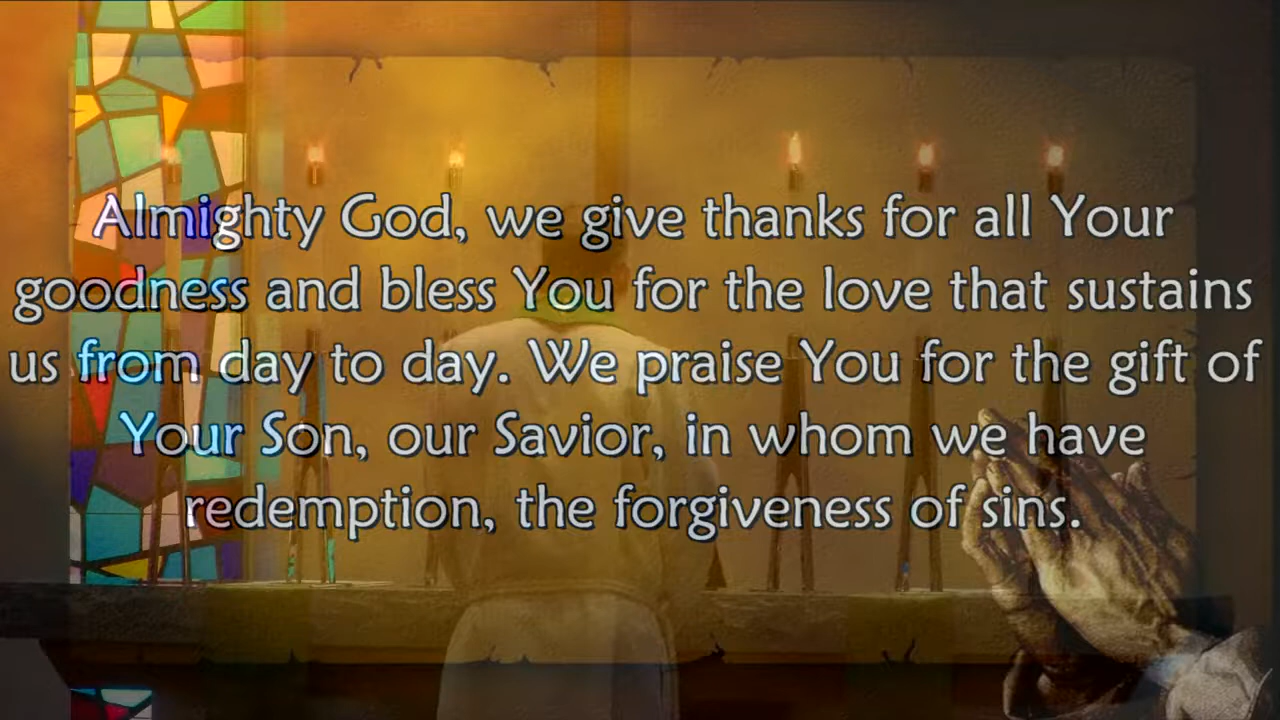 Almighty God, we give thanks for all Your
goodness and bless You for the love that sustains
us from day to day. We praise You for the gift of
Your Son, our Savior, in whom we have
redemption, the forgiveness of sins.